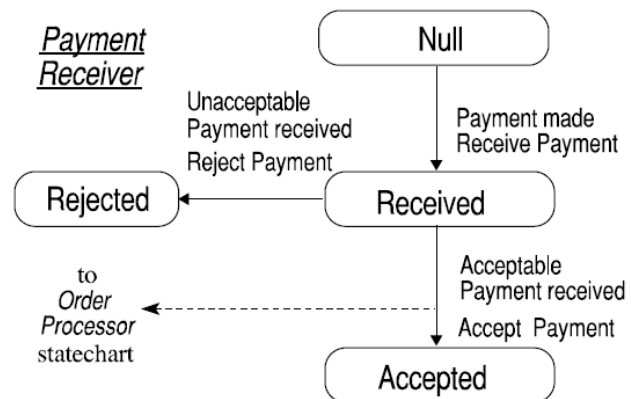 Payment
Receiver
Null
Unacceptable
Payment received
Reject Payment
Payment made
Receive Payment
Rejected
Received
to
Order
Processor
statechart
Acceptable
Payment received
Accept Payment
Accepted